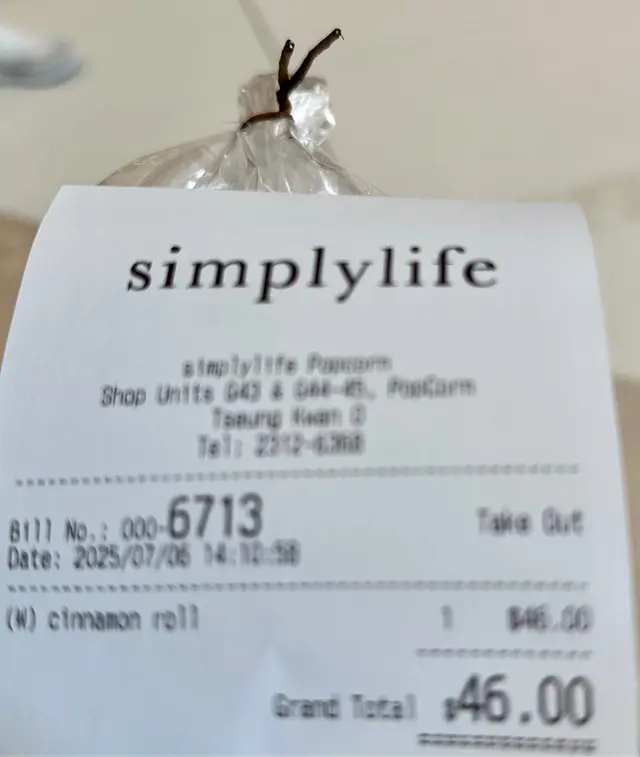 simplylife
simplylife Popcorn
Shop Units G43 & G44-45, PopCorn
Tseung Kwan O
Tel: 2312-6368
Bill No.: 000-6713 Take Out
Date: 2025/07/06 14:10:58
(W) cinnamon roll 1 $46.00
Grand Total $46.00